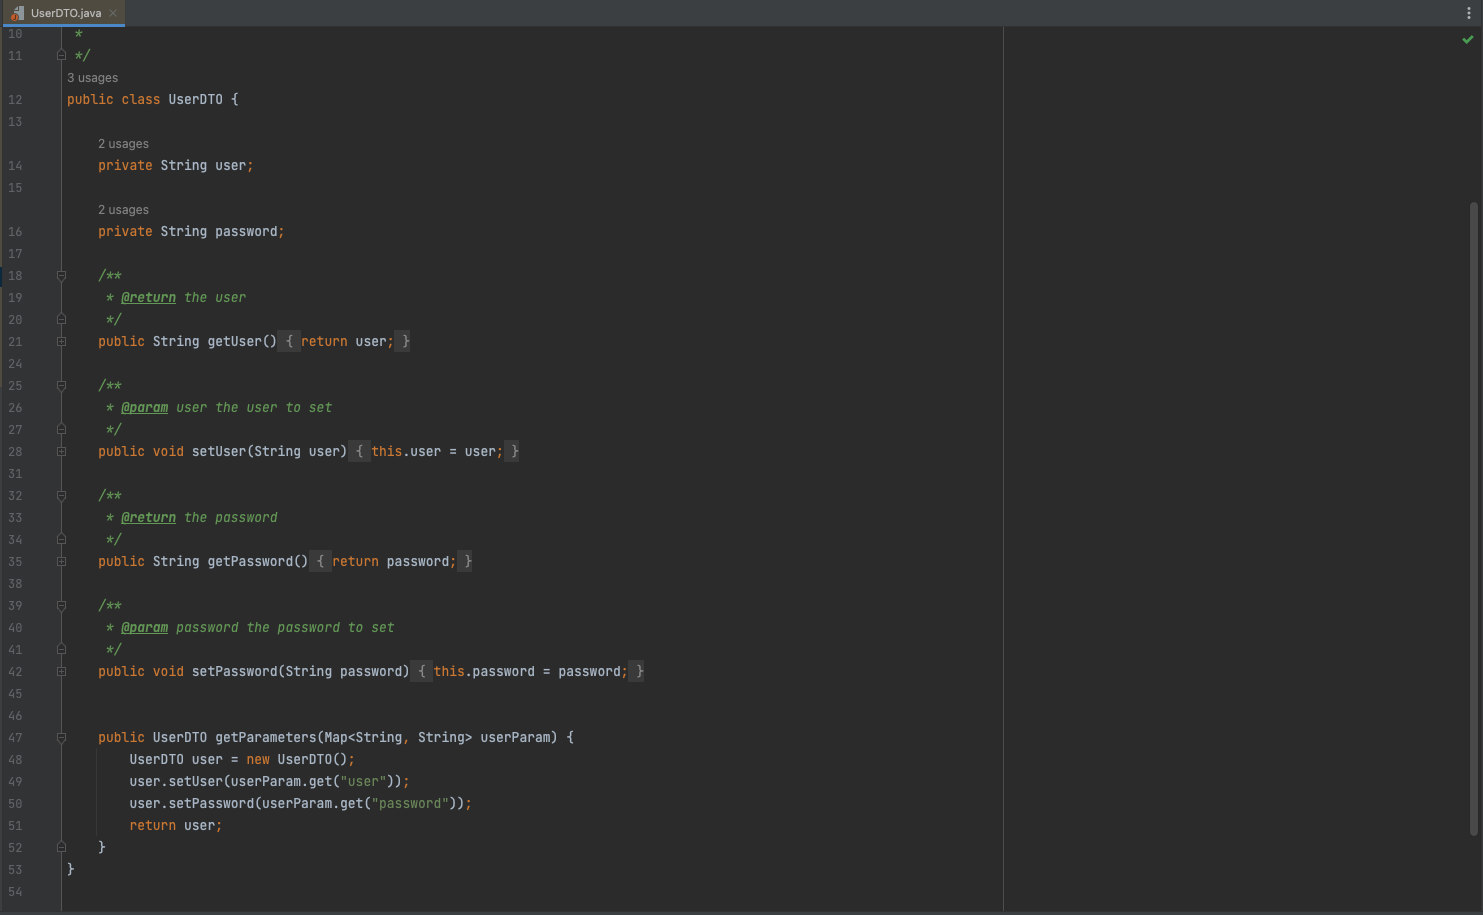 UserDTO.java
10 *
11 */
3 usages
12 public class UserDTO {
13
2 usages
14 private String user;
15
2 usages
16 private String password;
17
18 /**
19 * @return the user
20 */
21 public String getUser() { return user; }
24
25 /**
26 * @param user the user to set
27 */
28 public void setUser(String user) { this.user = user; }
31
32 /**
33 * @return the password
34 */
35 public String getPassword() { return password; }
38
39 /**
40 * @param password the password to set
41 */
42 public void setPassword(String password) { this.password = password; }
45
46
47 public UserDTO getParameters(Map<String, String> userParam) {
48 UserDTO user = new UserDTO();
49 user.setUser(userParam.get("user"));
50 user.setPassword(userParam.get("password"));
51 return user;
52 }
53 }
54